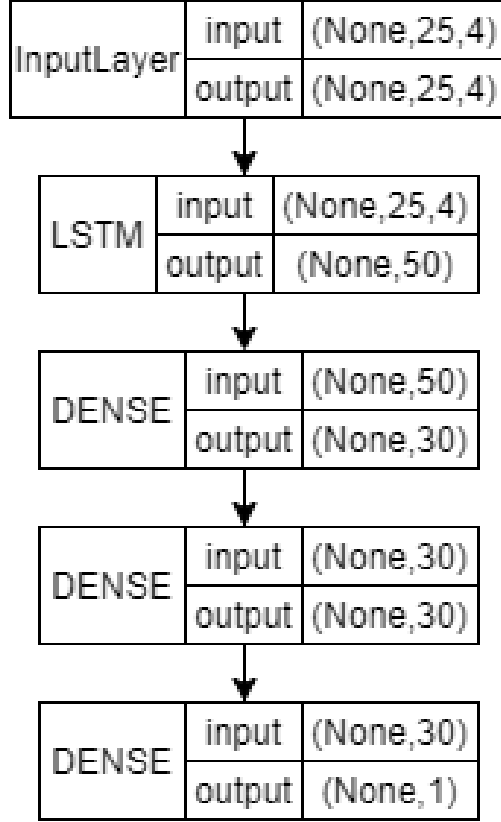 InputLayer input (None,25,4)
output (None,25,4)
LSTM input (None,25,4)
output (None,50)
DENSE input (None,50)
output (None,30)
DENSE input (None,30)
output (None,30)
DENSE input (None,30)
output (None,1)